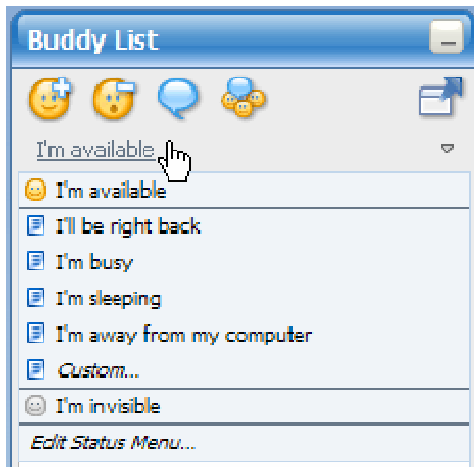 Buddy List
I'm available
I'm available
I'll be right back
I'm busy
I'm sleeping
I'm away from my computer
Custom...
I'm invisible
Edit Status Menu...